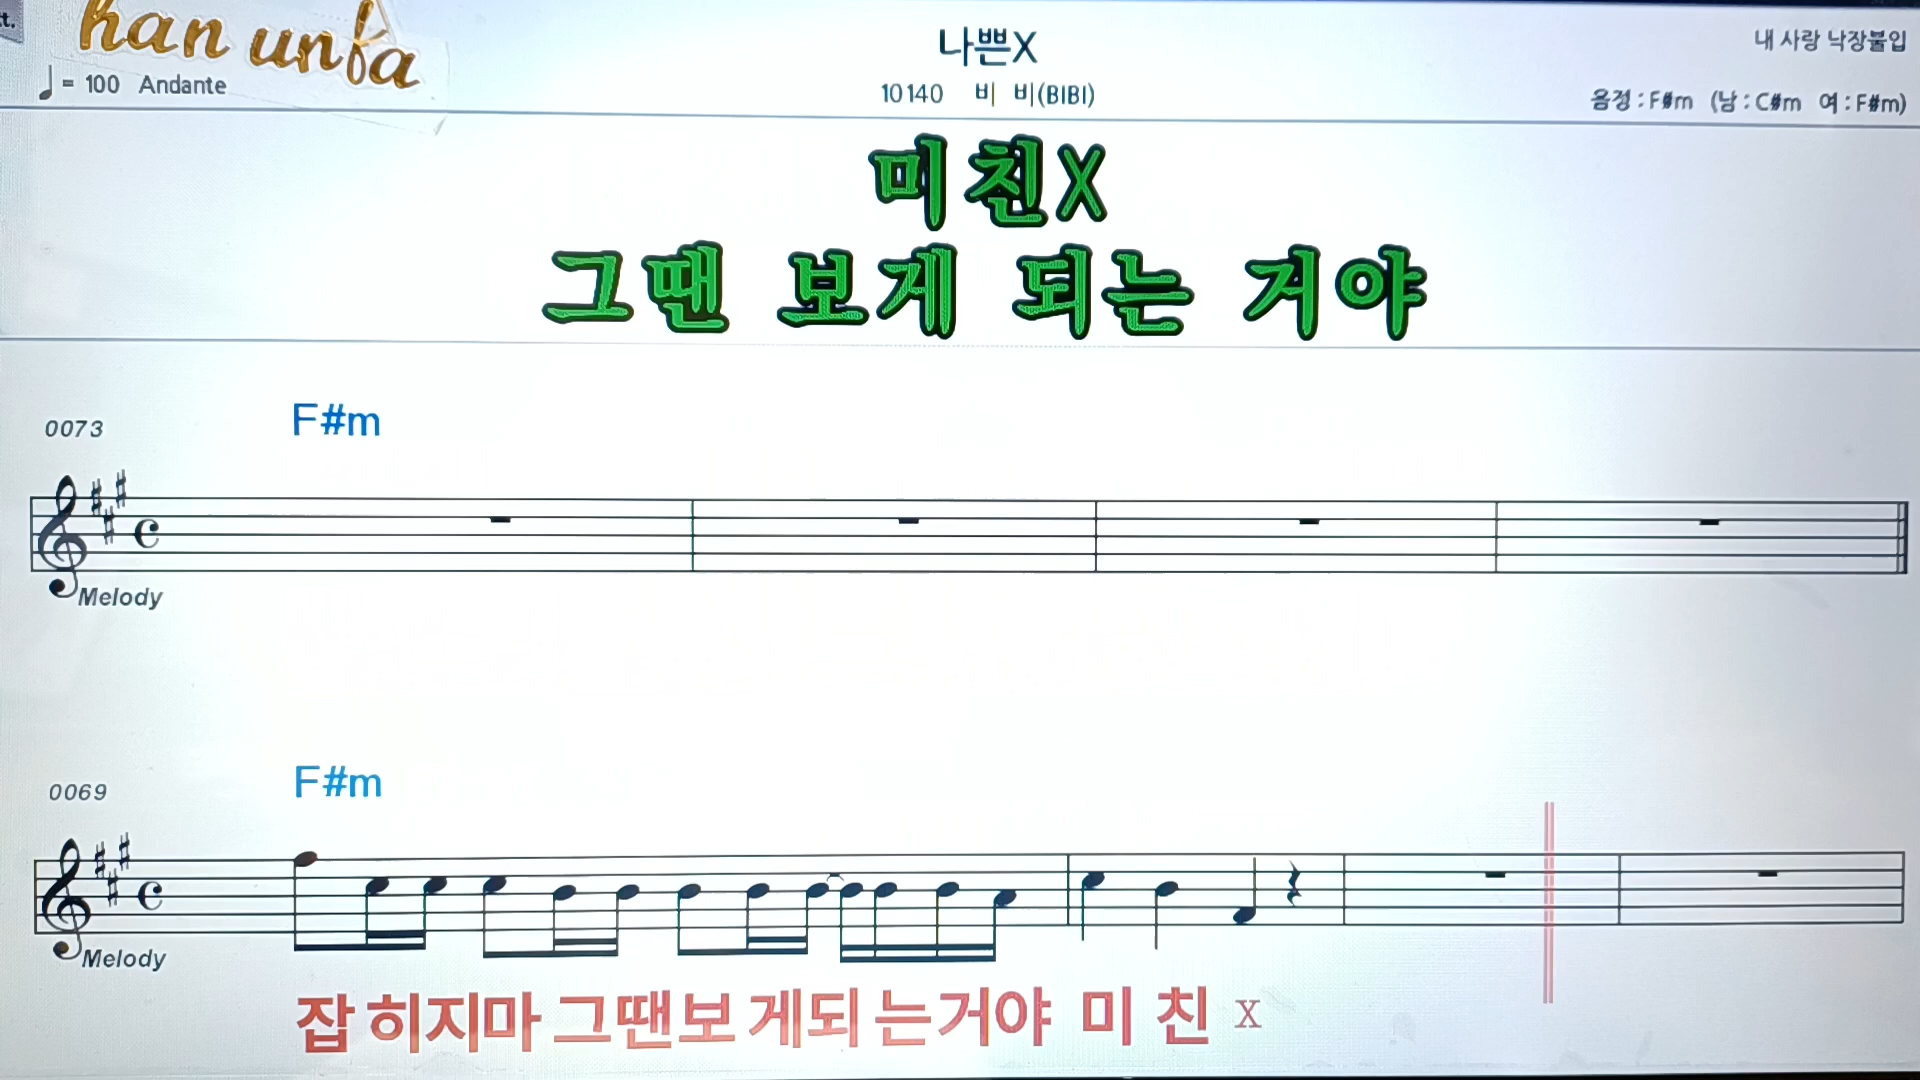 t.
han unfa
나쁜X
내 사랑 낙장불입
♩= 100 Andante
10140 비 비(BIBI)
음정 : F#m (남 : C#m 여 : F#m)
미친X
그땐 보게 되는 거야
0073
F#m
Melody
0069
F#m
Melody
잡히지마 그땐보게되는거야 미 친 x